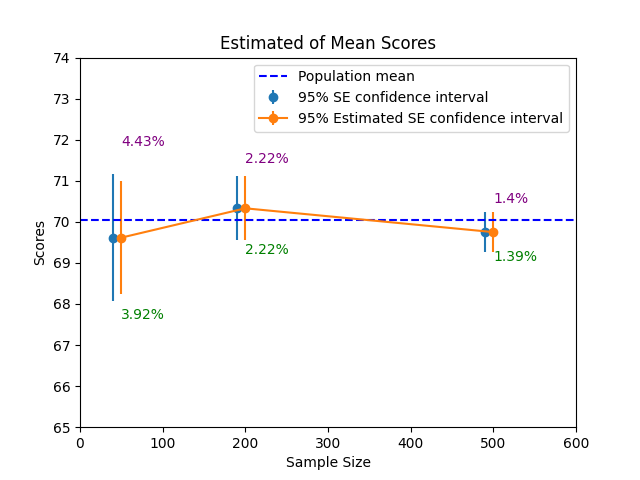 Estimated of Mean Scores
74
73
72
71
70
69
68
67
66
65
Scores
Population mean
95% SE confidence interval
95% Estimated SE confidence interval
4.43%
2.22%
1.4%
3.92%
2.22%
1.39%
0 100 200 300 400 500 600
Sample Size